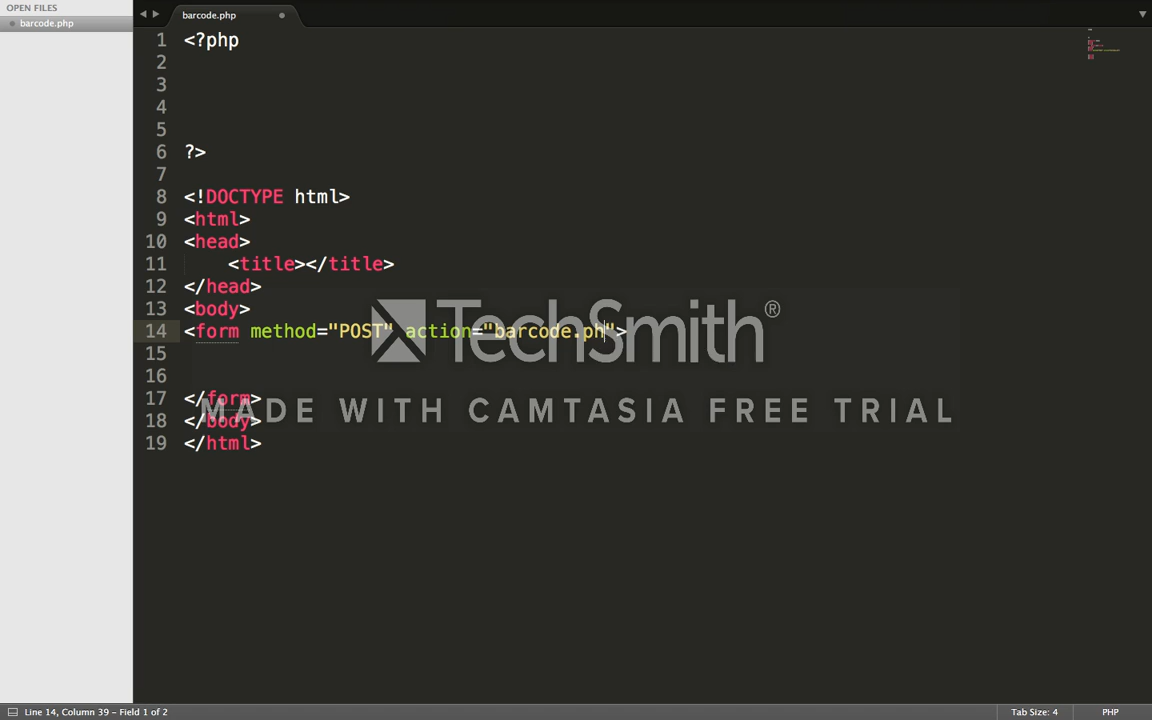 OPEN FILES
barcode.php
barcode.php
1 <?php
2
3
4
5
6 ?>
7
8 <!DOCTYPE html>
9 <html>
10 <head>
11 <title></title>
12 </head>
13 <body>
14 <form method="POST" action="barcode.ph">
15
16
17 </form>
18 </body>
19 </html>
TechSmith®
MADE WITH CAMTASIA FREE TRIAL
Line 14, Column 39 – Field 1 of 2
Tab Size: 4
PHP